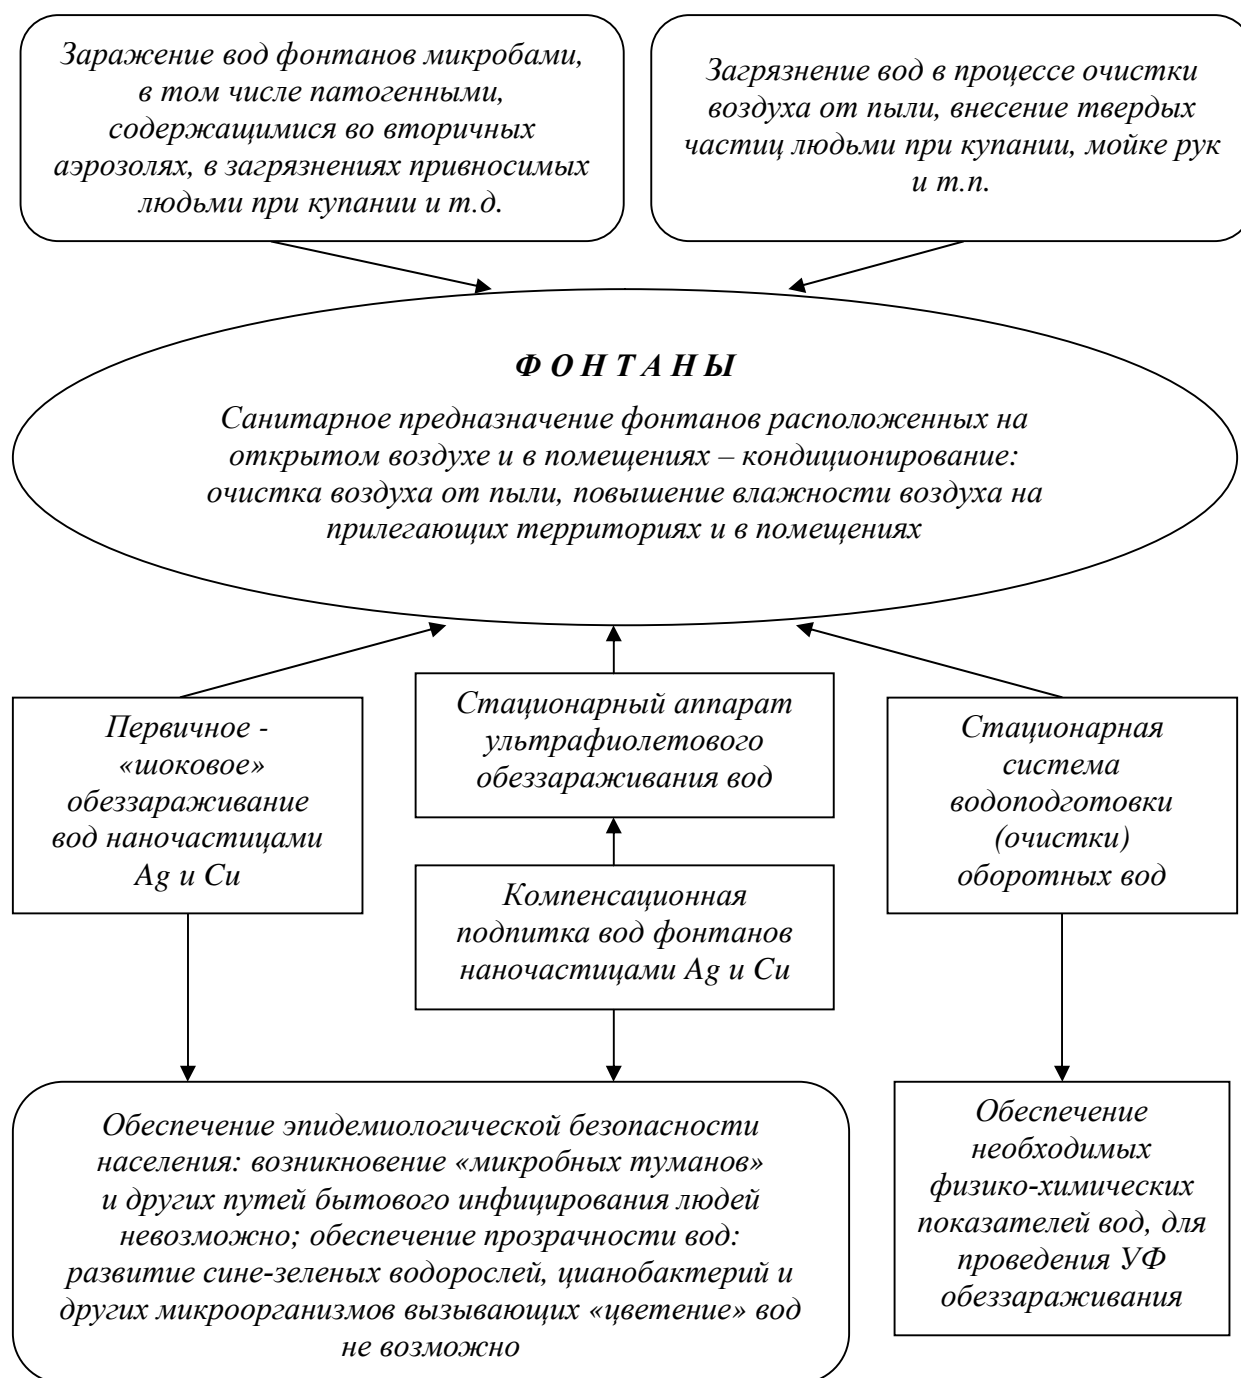 Заражение вод фонтанов микробами,
в том числе патогенными,
содержащимися во вторичных
аэрозолях, в загрязнениях привносимых
людьми при купании и т.д.
Загрязнение вод в процессе очистки
воздуха от пыли, внесение твердых
частиц людьми при купании, мойке рук
и т.п.
Ф О Н Т А Н Ы
Санитарное предназначение фонтанов расположенных на
открытом воздухе и в помещениях – кондиционирование:
очистка воздуха от пыли, повышение влажности воздуха на
прилегающих территориях и в помещениях
Первичное -
«шоковое»
обеззараживание
вод наночастицами
Ag и Cu
Стационарный аппарат
ультрафиолетового
обеззараживания вод
Компенсационная
подпитка вод фонтанов
наночастицами Ag и Cu
Стационарная
система
водоподготовки
(очистки)
оборотных вод
Обеспечение эпидемиологической безопасности
населения: возникновение «микробных туманов»
и других путей бытового инфицирования людей
невозможно; обеспечение прозрачности вод:
развитие сине-зеленых водорослей, цианобактерий и
других микроорганизмов вызывающих «цветение» вод
не возможно
Обеспечение
необходимых
физико-химических
показателей вод, для
проведения УФ
обеззараживания